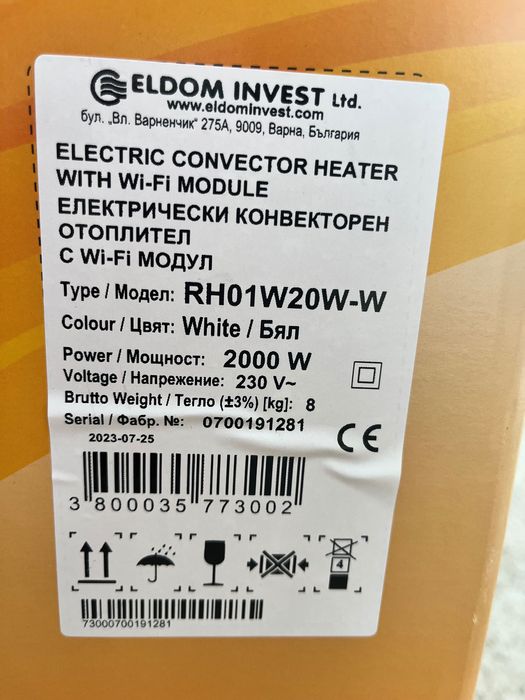 ELDOM INVEST Ltd.
www.eldominvest.com
бул. „Вл. Варненчик“ 275А, 9009, Варна, България
ELECTRIC CONVECTOR HEATER
WITH Wi-Fi MODULE
ЕЛЕКТРИЧЕСКИ КОНВЕКТОРЕН
ОТОПЛИТЕЛ
С Wi-Fi МОДУЛ
Type / Модел: RH01W20W-W
Colour / Цвят: White / Бял
Power / Мощност: 2000 W
Voltage / Напрежение: 230 V~
Brutto Weight / Тегло (±3%) [kg]: 8
Serial / Фабр. №: 0700191281
2023-07-25
CE
3 800035 773002
4
73000700191281